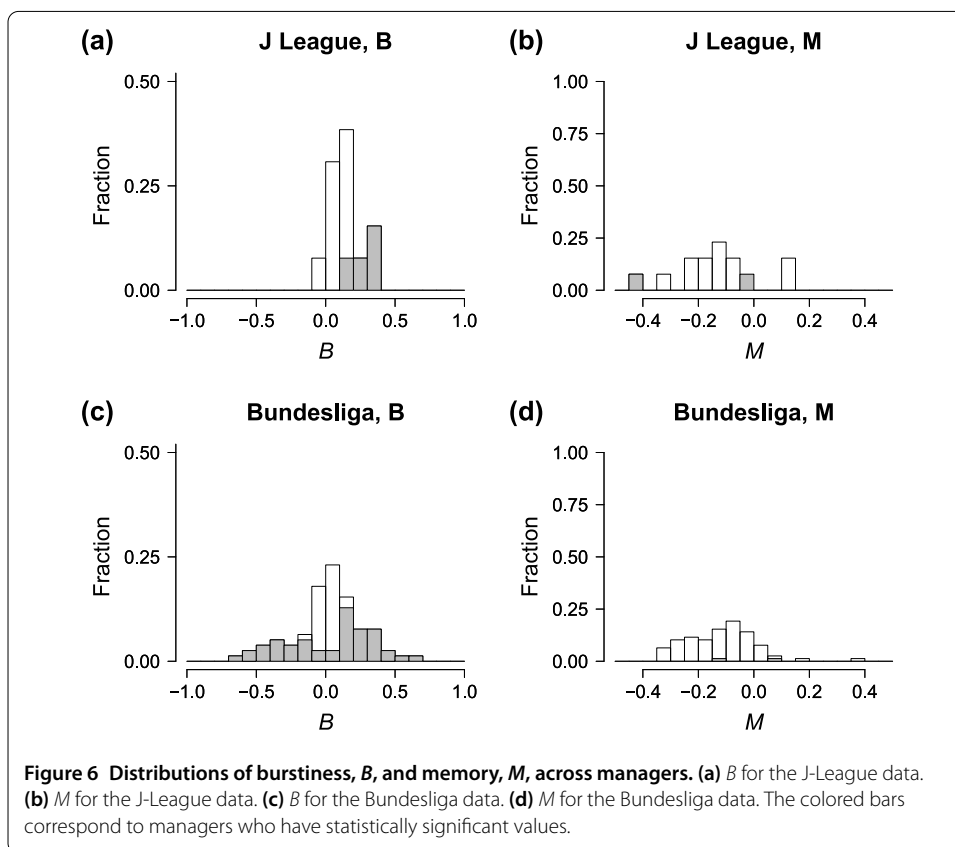 (a) J League, B
0.50
0.25
0.00
Fraction
−1.0 −0.5 0.0 0.5 1.0
B
(b) J League, M
1.00
0.75
0.50
0.25
0.00
Fraction
−0.4 −0.2 0.0 0.2 0.4
M
(c) Bundesliga, B
0.50
0.25
0.00
Fraction
−1.0 −0.5 0.0 0.5 1.0
B
(d) Bundesliga, M
1.00
0.75
0.50
0.25
0.00
Fraction
−0.4 −0.2 0.0 0.2 0.4
M
Figure 6 Distributions of burstiness, B, and memory, M, across managers. (a) B for the J-League data.
(b) M for the J-League data. (c) B for the Bundesliga data. (d) M for the Bundesliga data. The colored bars
correspond to managers who have statistically significant values.